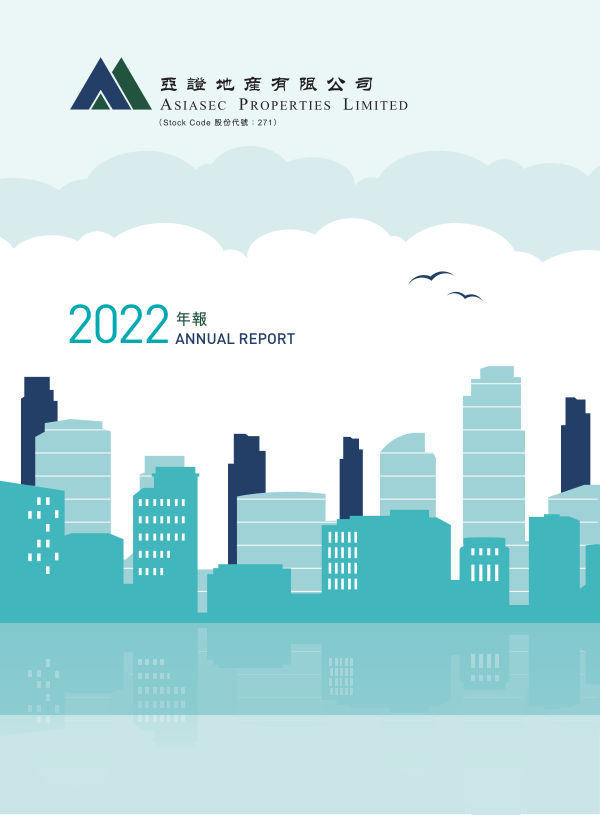 亞證地產有限公司
ASIASEC PROPERTIES LIMITED
(Stock Code 股份代號：271)
2022 年報
ANNUAL REPORT